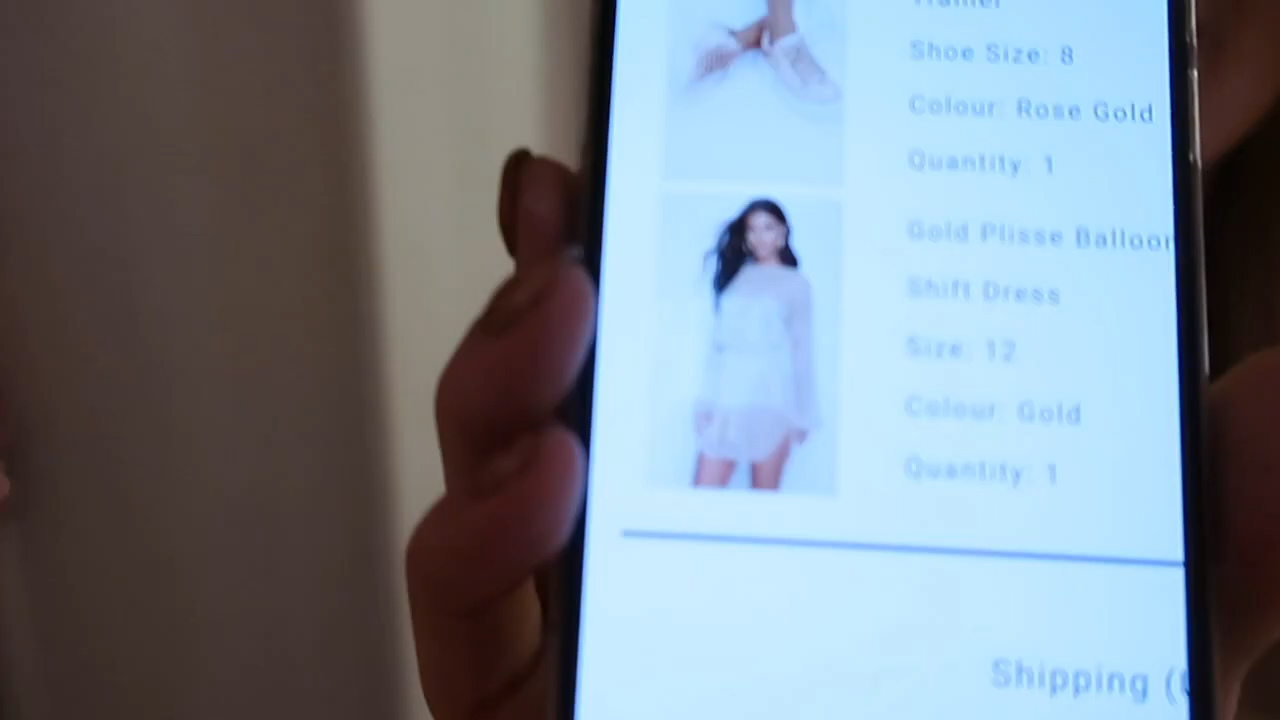 Trainer
Shoe Size: 8
Colour: Rose Gold
Quantity: 1
Gold Plisse Balloon
Shift Dress
Size: 12
Colour: Gold
Quantity: 1
Shipping (